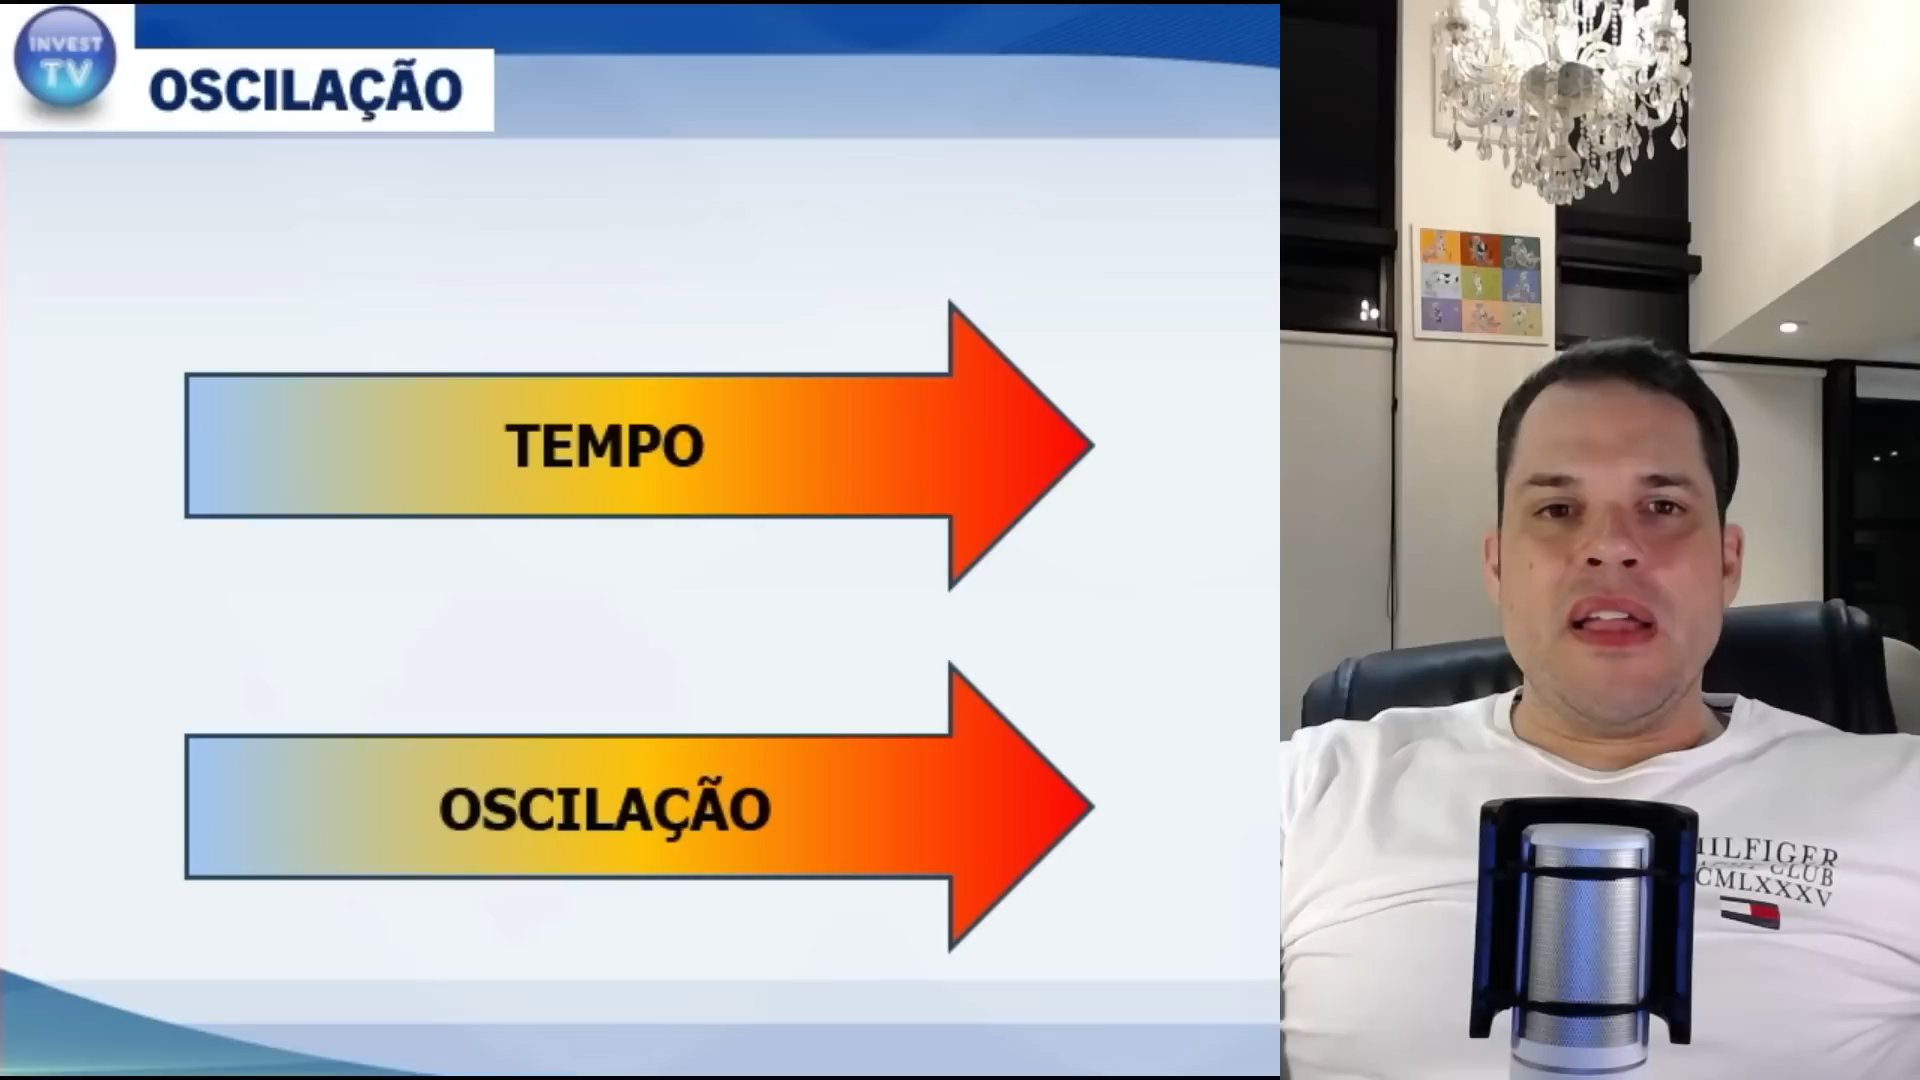 INVEST
TV
OSCILAÇÃO
TEMPO
OSCILAÇÃO
HILFIGER
CLUB
CMLXXXV